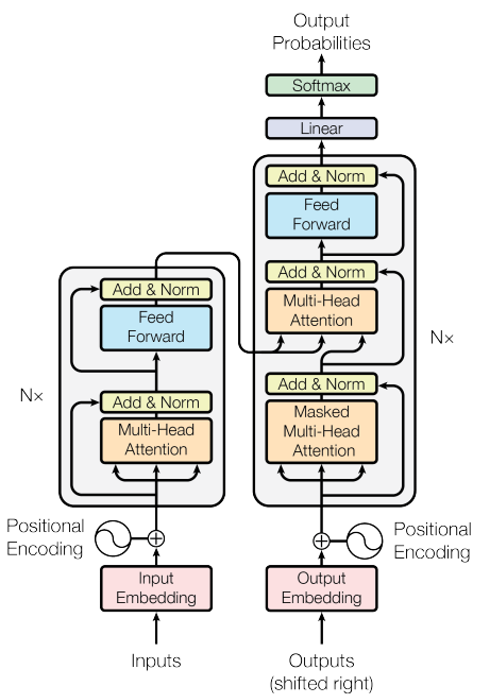 Output
Probabilities
Softmax
Linear
Add & Norm
Feed
Forward
Add & Norm
Multi-Head
Attention
Add & Norm
Masked
Multi-Head
Attention
N×
Positional
Encoding
Output
Embedding
Outputs
(shifted right)
Add & Norm
Feed
Forward
Add & Norm
Multi-Head
Attention
N×
Positional
Encoding
Input
Embedding
Inputs